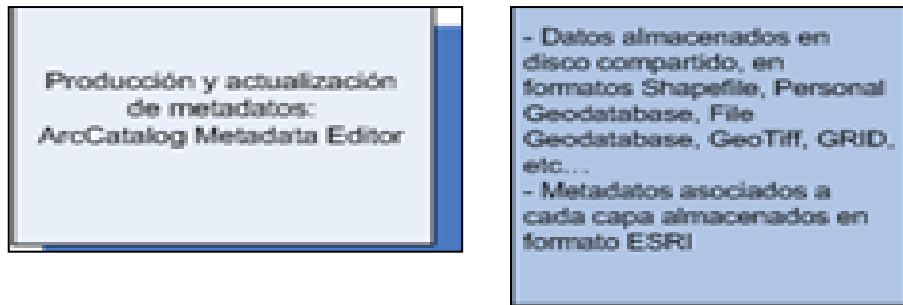 Producción y actualización
de metadatos:
ArcCatalog Metadata Editor
- Datos almacenados en
disco compartido, en
formatos Shapefile, Personal
Geodatabase, File
Geodatabase, GeoTiff, GRID,
etc...
- Metadatos asociados a
cada capa almacenados en
formato ESRI